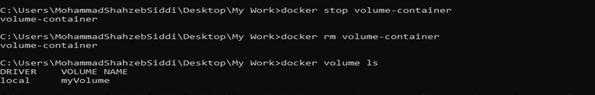 C:\Users\MohammadShahzebSiddi\Desktop\My Work>docker stop volume-container
volume-container
C:\Users\MohammadShahzebSiddi\Desktop\My Work>docker rm volume-container
volume-container
C:\Users\MohammadShahzebSiddi\Desktop\My Work>docker volume ls
DRIVER    VOLUME NAME
local     myVolume